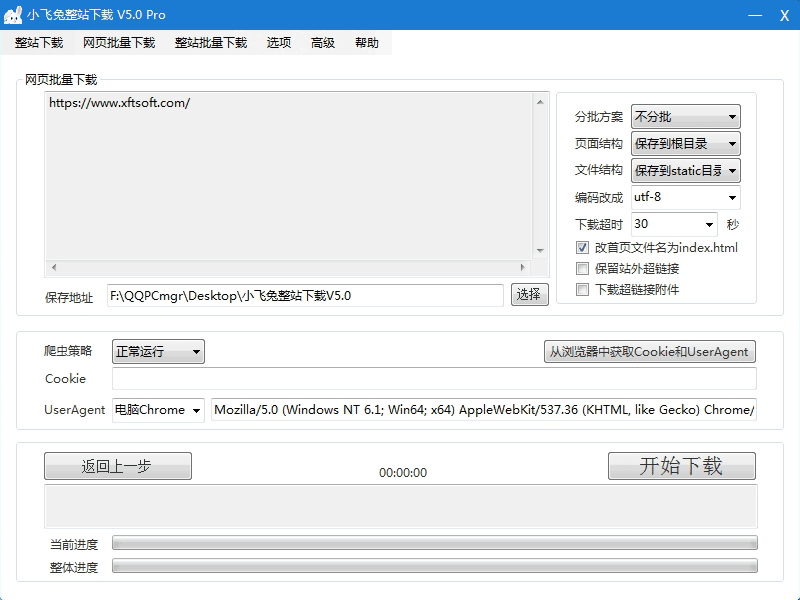 小飞兔整站下载 V5.0 Pro
整站下载 网页批量下载 整站批量下载 选项 高级 帮助
网页批量下载
https://www.xftsoft.com/
分批方案 不分批
页面结构 保存到根目录
文件结构 保存到static目录
编码改成 utf-8
下载超时 30 秒
改首页文件名为index.html
保留站外超链接
下载超链接附件
保存地址 F:\QQPCmgr\Desktop\小飞兔整站下载V5.0 选择
爬虫策略 正常运行 从浏览器中获取Cookie和UserAgent
Cookie
UserAgent 电脑Chrome Mozilla/5.0 (Windows NT 6.1; Win64; x64) AppleWebKit/537.36 (KHTML, like Gecko) Chrome/
返回上一步 00:00:00 开始下载
当前进度
整体进度